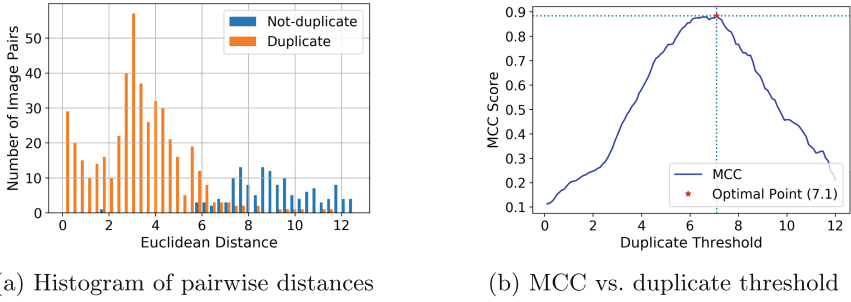 Not-duplicate
Duplicate
Number of Image Pairs
50
40
30
20
10
0
0 2 4 6 8 10 12
Euclidean Distance
(a) Histogram of pairwise distances
MCC Score
0.9
0.8
0.7
0.6
0.5
0.4
0.3
0.2
0.1
MCC
Optimal Point (7.1)
0 2 4 6 8 10 12
Duplicate Threshold
(b) MCC vs. duplicate threshold